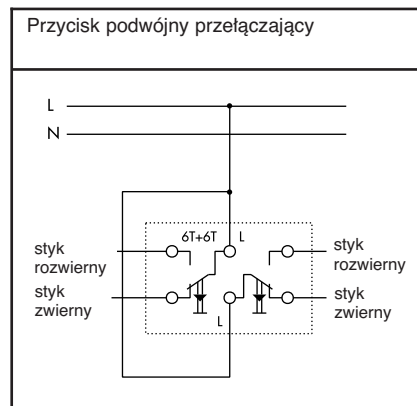 Przycisk podwójny przełączający
L
N
6T+6T L
styk
rozwierny
styk
rozwierny
styk
zwierny
styk
zwierny
L